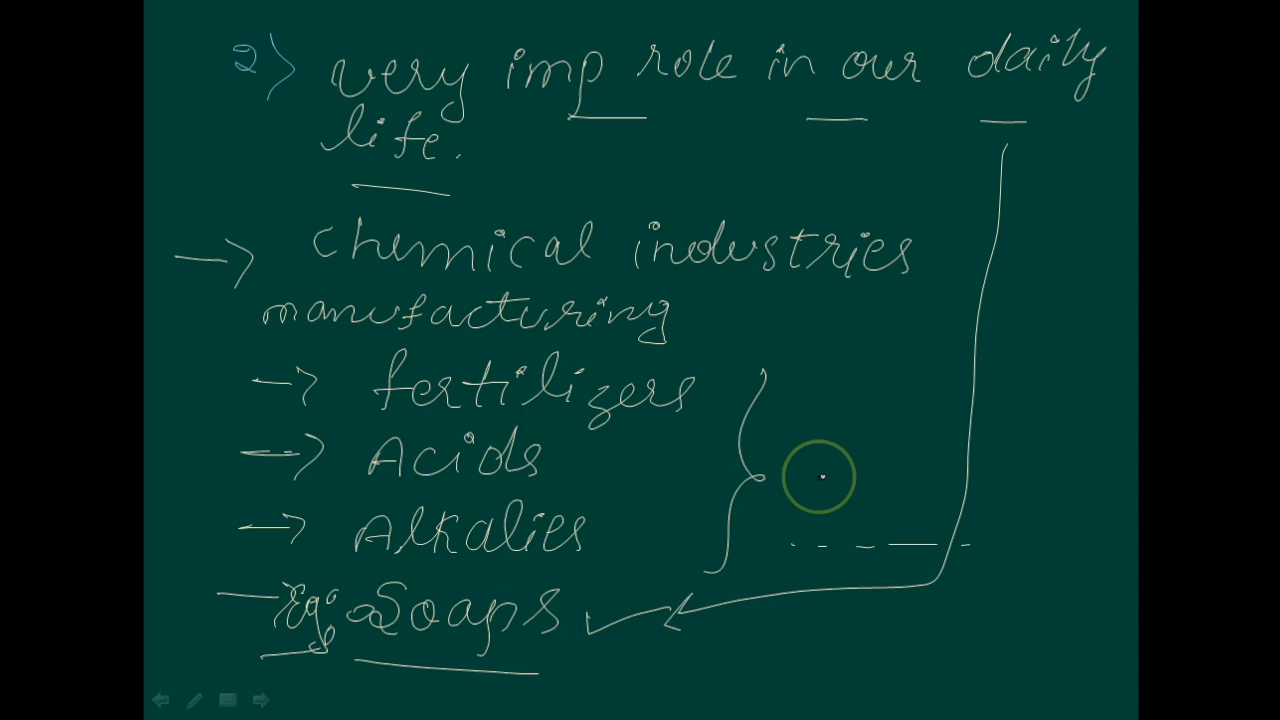 2) very imp role in our daily
life.
→ chemical industries
manufacturing
→ fertilizers
→ Acids
→ Alkalies
Eg: Soaps